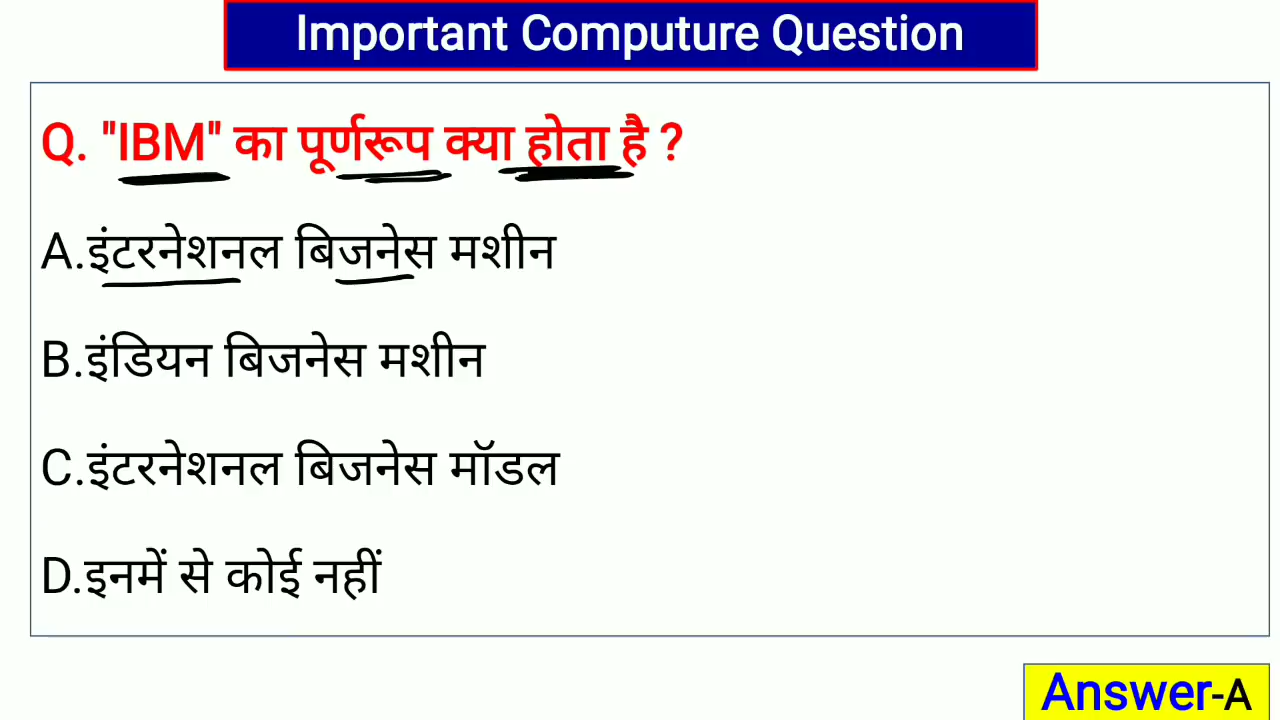 Important Computure Question
Q. "IBM" का पूर्णरूप क्या होता है ?
A.इंटरनेशनल बिजनेस मशीन
B.इंडियन बिजनेस मशीन
C.इंटरनेशनल बिजनेस मॉडल
D.इनमें से कोई नहीं
Answer-A